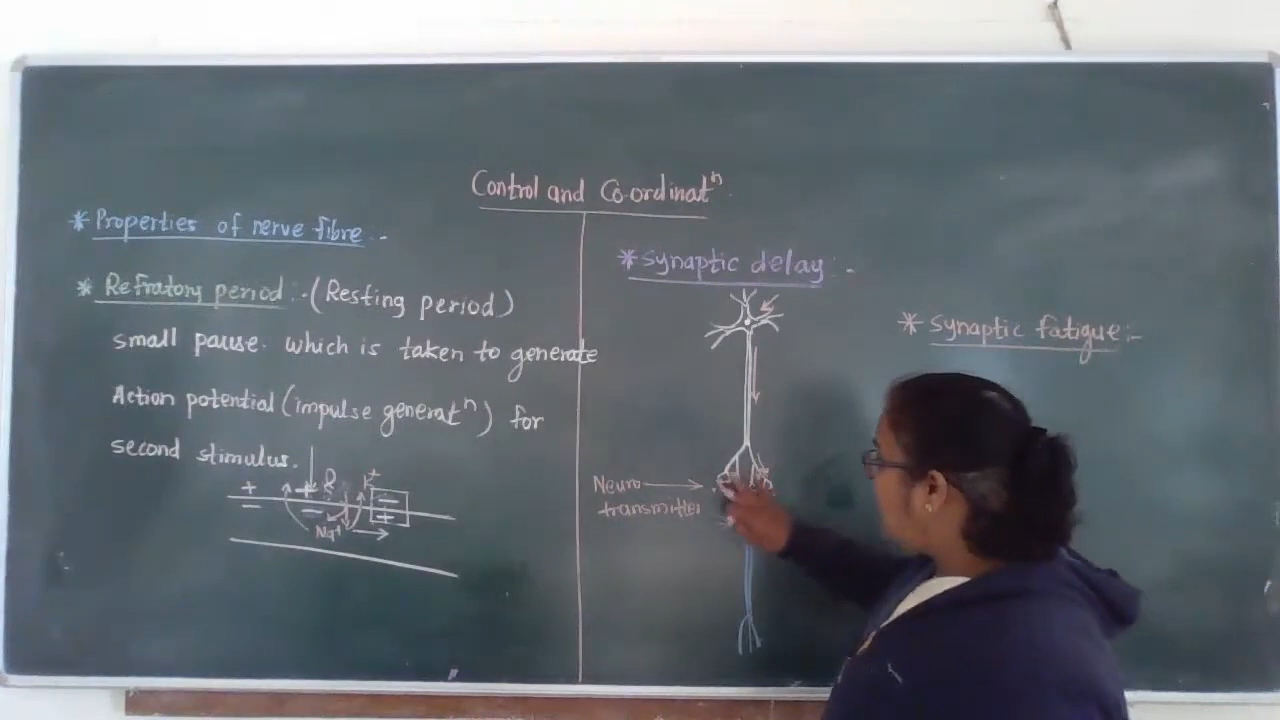 Control and Co-ordinatⁿ.
* Properties of nerve fibre :-
* Refratory period :- (Resting period)
small pause. which is taken to generate
Action potential (impulse generatⁿ) for
second stimulus.
+ + K⁺ −
− − +
Na⁺
* Synaptic delay :-
Neuro
transmitter
* Synaptic fatigue :-